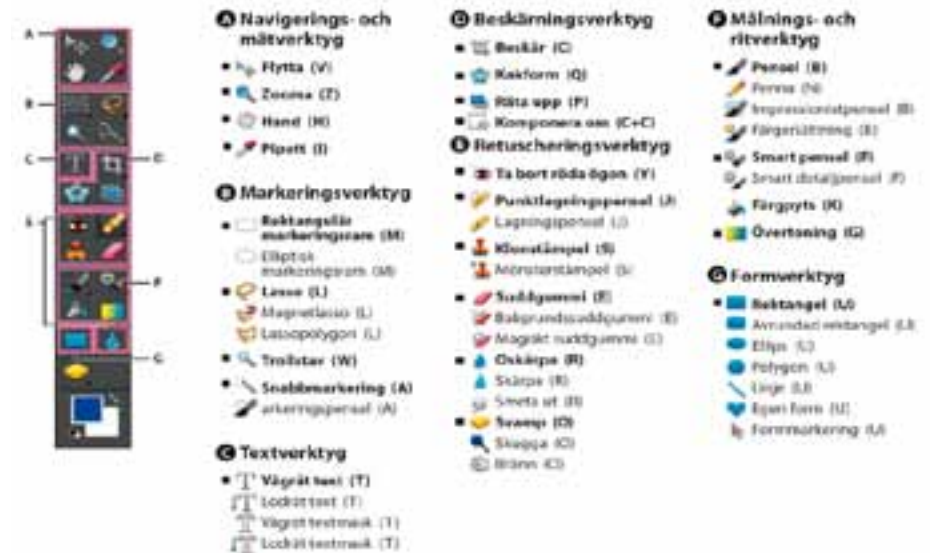 A
B
C
D
E
F
G
A Navigerings- och
mätverktyg
Flytta (V)
Zooma (Z)
Hand (H)
Pipett (I)
B Markeringsverktyg
Rektangulär
markeringsram (M)
Elliptisk
markeringsram (M)
Lasso (L)
Magnetlasso (L)
Lassopolygon (L)
Trollstav (W)
Snabbmarkering (A)
arkeringspensel (A)
C Textverktyg
Vågrät text (T)
Lodrät text (T)
Vågrät textmask (T)
Lodrät textmask (T)
D Beskärningsverktyg
Beskär (C)
Kakform (Q)
Räta upp (P)
Komponera om (C+C)
E Retuscheringsverktyg
Ta bort röda ögon (Y)
Punktlagningspensel (J)
Lagningspensel (J)
Klonstämpel (S)
Mönsterstämpel (S)
Suddgummi (E)
Bakgrundssuddgummi (E)
Magiskt suddgummi (E)
Oskärpa (R)
Skärpa (R)
Smeta ut (R)
Svamp (O)
Skugga (O)
Bränn (O)
F Målnings- och
ritverktyg
Pensel (B)
Penna (N)
Impressionistpensel (B)
Färgersättning (B)
Smart pensel (F)
Smart detaljpensel (F)
Färgpyts (K)
Övertoning (G)
G Formverktyg
Rektangel (U)
Avrundad rektangel (U)
Ellips (U)
Polygon (U)
Linje (U)
Egen form (U)
Formmarkering (U)